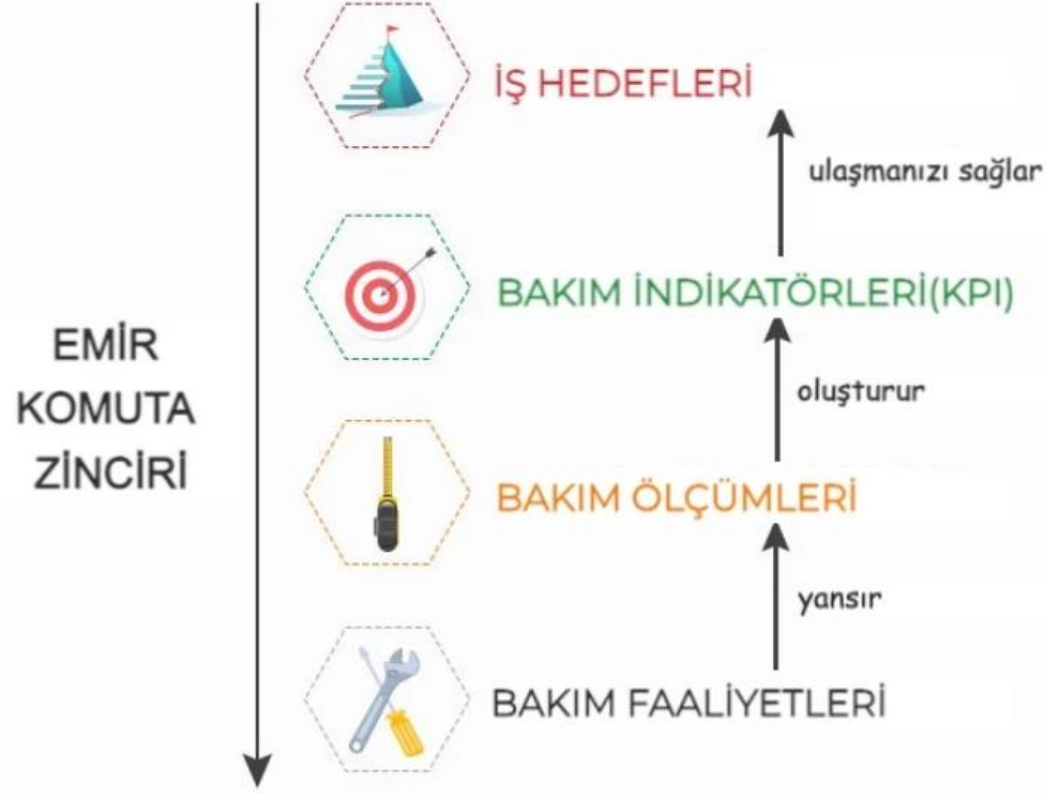 EMİR
KOMUTA
ZİNCİRİ
İŞ HEDEFLERİ
ulaşmanızı sağlar
BAKIM İNDİKATÖRLERİ(KPI)
oluşturur
BAKIM ÖLÇÜMLERİ
yansır
BAKIM FAALİYETLERİ